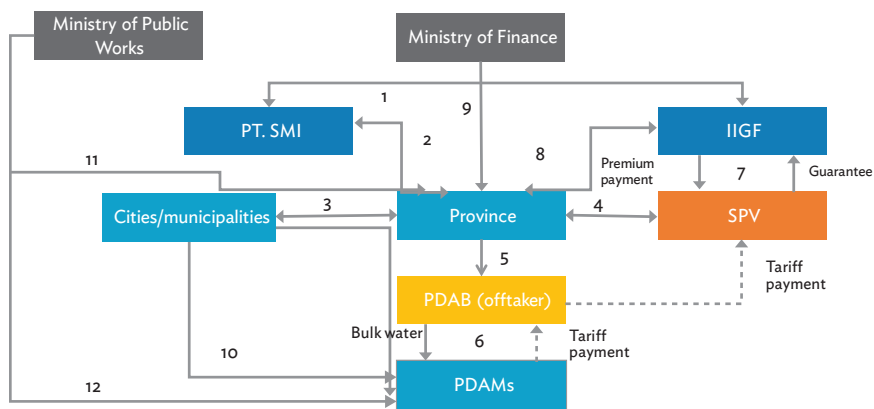 Ministry of Public
Works
Ministry of Finance
1
9
PT. SMI
2
IIGF
8
11
Premium
payment
7
Guarantee
Cities/municipalities
3
Province
4
SPV
5
Tariff
payment
PDAB (offtaker)
Bulk water
6
Tariff
payment
10
PDAMs
12